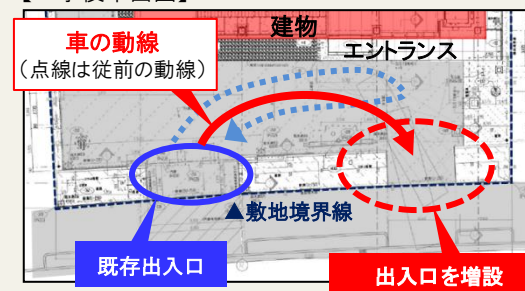 建物
車の動線
（点線は従前の動線）
エントランス
▲敷地境界線
既存出入口
出入口を増設